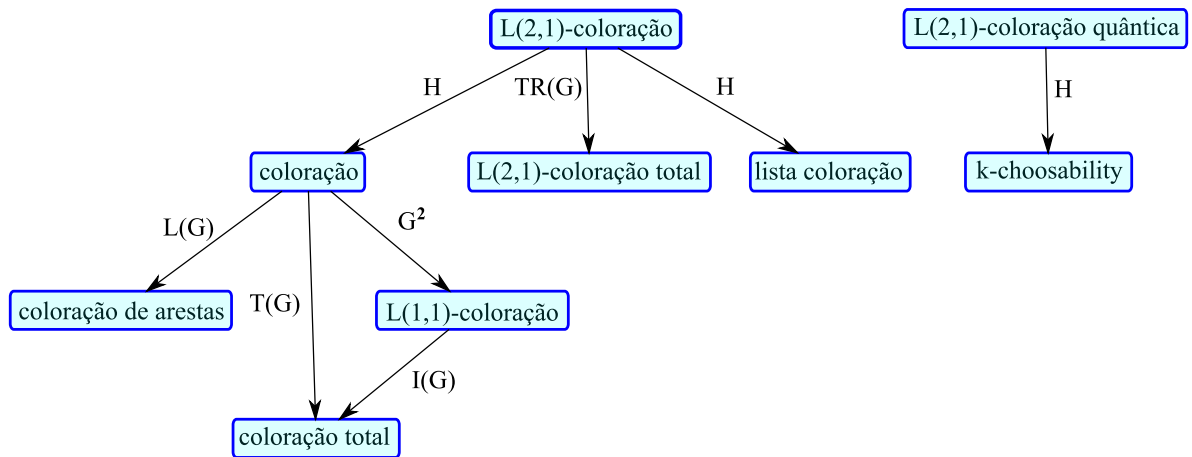 L(2,1)-coloração
L(2,1)-coloração quântica
H
TR(G)
H
H
coloração
L(2,1)-coloração total
lista coloração
k-choosability
L(G)
G²
T(G)
coloração de arestas
L(1,1)-coloração
I(G)
coloração total